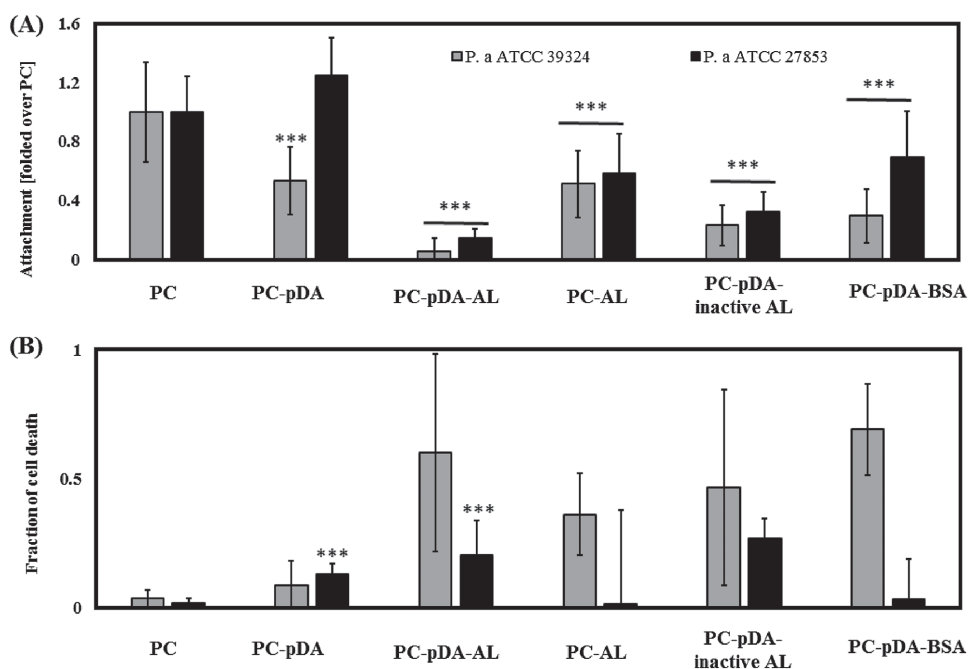 (A)
Attachment [folded over PC]
1.6
1.2
0.8
0.4
0
P. a ATCC 39324
P. a ATCC 27853
***
***
***
***
***
PC
PC-pDA
PC-pDA-AL
PC-AL
PC-pDA-
inactive AL
PC-pDA-BSA
(B)
Fraction of cell death
1
0.5
0
***
***
PC
PC-pDA
PC-pDA-AL
PC-AL
PC-pDA-
inactive AL
PC-pDA-BSA